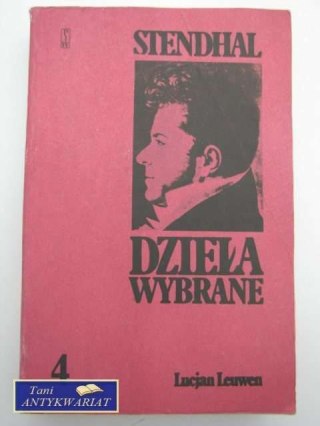 STENDHAL
DZIEŁA
WYBRANE
4
Lucjan Leuwen
Tani
ANTYKWARIAT